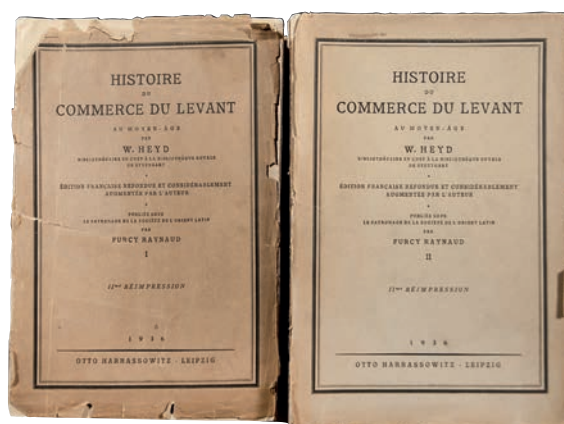 HISTOIRE
DU
COMMERCE DU LEVANT
AU MOYEN-ÂGE
PAR
W. HEYD
BIBLIOTHÉCAIRE EN CHEF À LA BIBLIOTHÈQUE ROYALE
DE STUTTGART
ÉDITION FRANÇAISE REFONDUE ET CONSIDÉRABLEMENT
AUGMENTÉE PAR L'AUTEUR
PUBLIÉE SOUS
LE PATRONAGE DE LA SOCIÉTÉ DE L'ORIENT LATIN
PAR
FURCY RAYNAUD
I
IIme RÉIMPRESSION
1936
OTTO HARRASSOWITZ - LEIPZIG
HISTOIRE
DU
COMMERCE DU LEVANT
AU MOYEN-ÂGE
PAR
W. HEYD
BIBLIOTHÉCAIRE EN CHEF À LA BIBLIOTHÈQUE ROYALE
DE STUTTGART
ÉDITION FRANÇAISE REFONDUE ET CONSIDÉRABLEMENT
AUGMENTÉE PAR L'AUTEUR
PUBLIÉE SOUS
LE PATRONAGE DE LA SOCIÉTÉ DE L'ORIENT LATIN
PAR
FURCY RAYNAUD
II
IIme RÉIMPRESSION
1936
OTTO HARRASSOWITZ - LEIPZIG